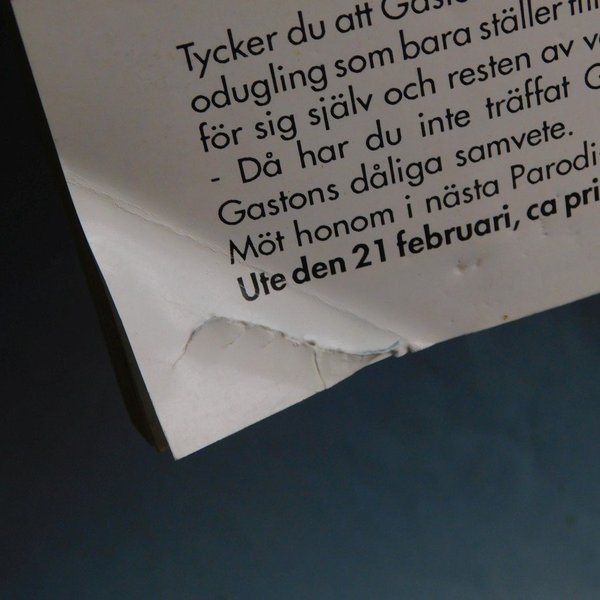 Tycker du att
odugling som bara ställer
för sig själv och resten av
- Då har du inte träffat
Gastons dåliga samvete.
Möt honom i nästa Parodi-
Ute den 21 februari, ca